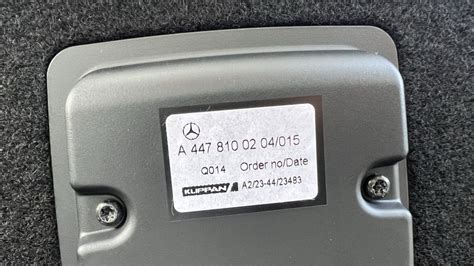 A 447 810 02 04/015
Q014 Order no/Date
KUPPAN A2/23-44/23483